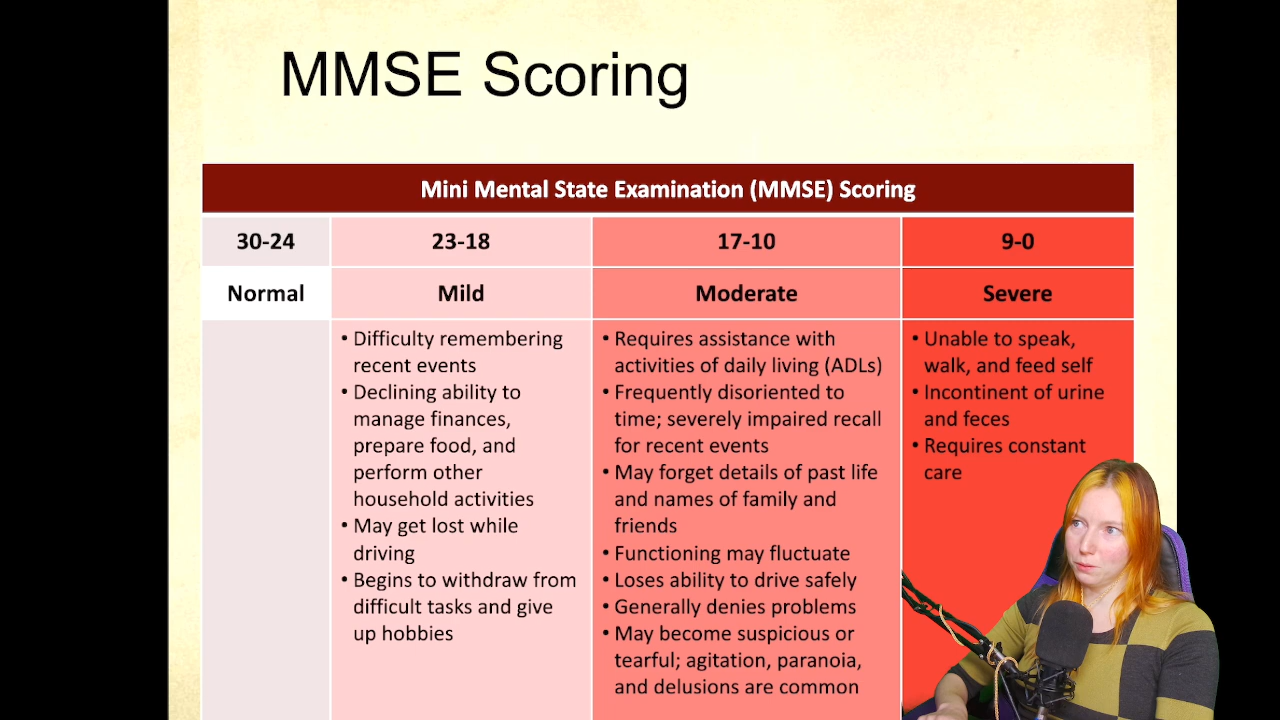 MMSE Scoring
Mini Mental State Examination (MMSE) Scoring
30-24
23-18
17-10
9-0
Normal
Mild
Moderate
Severe
• Difficulty remembering
recent events
• Declining ability to
manage finances,
prepare food, and
perform other
household activities
• May get lost while
driving
• Begins to withdraw from
difficult tasks and give
up hobbies
• Requires assistance with
activities of daily living (ADLs)
• Frequently disoriented to
time; severely impaired recall
for recent events
• May forget details of past life
and names of family and
friends
• Functioning may fluctuate
• Loses ability to drive safely
• Generally denies problems
• May become suspicious or
tearful; agitation, paranoia,
and delusions are common
• Unable to speak,
walk, and feed self
• Incontinent of urine
and feces
• Requires constant
care